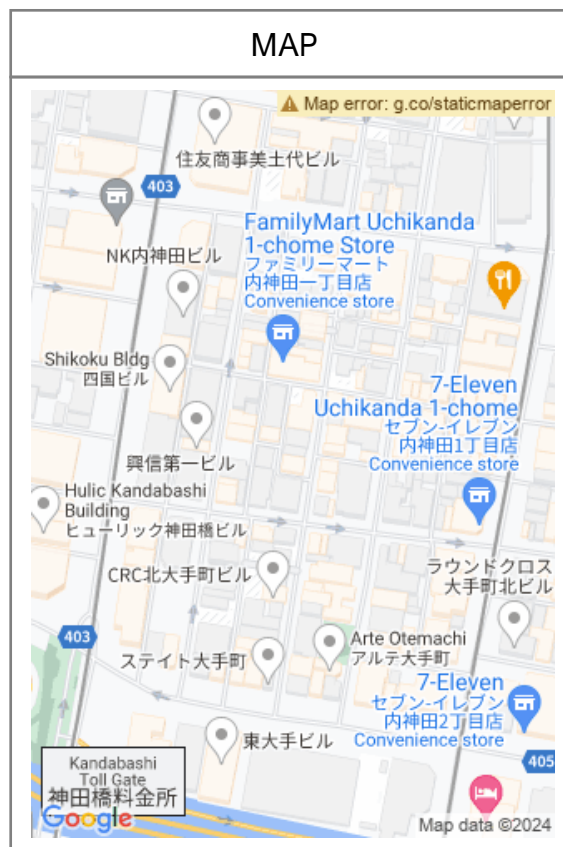 MAP
Map error: g.co/staticmaperror
住友商事美土代ビル
403
FamilyMart Uchikanda
1-chome Store
ファミリーマート
内神田一丁目店
Convenience store
NK内神田ビル
Shikoku Bldg
四国ビル
7-Eleven
Uchikanda 1-chome
セブン-イレブン
内神田1丁目店
Convenience store
興信第一ビル
Hulic Kandabashi
Building
ヒューリック神田橋ビル
CRC北大手町ビル
ラウンドクロス
大手町北ビル
403
Arte Otemachi
アルテ大手町
ステイト大手町
7-Eleven
セブン-イレブン
内神田2丁目店
Convenience store
東大手ビル
405
Kandabashi
Toll Gate
神田橋料金所
Google
Map data ©2024